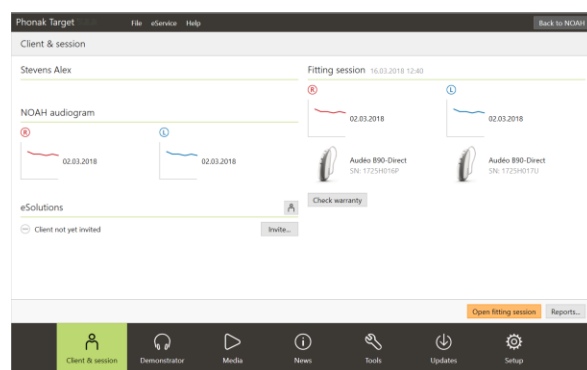 Phonak Target
File eService Help
Back to NOAH
Client & session
Stevens Alex
NOAH audiogram
R
02.03.2018
L
02.03.2018
eSolutions
Client not yet invited
Invite...
Fitting session 16.03.2018 12:40
R
02.03.2018
L
02.03.2018
Audéo B90-Direct
SN: 1725H016P
Audéo B90-Direct
SN: 1725H017U
Check warranty
Open fitting session
Reports...
Client & session
Demonstrator
Media
News
Tools
Updates
Setup